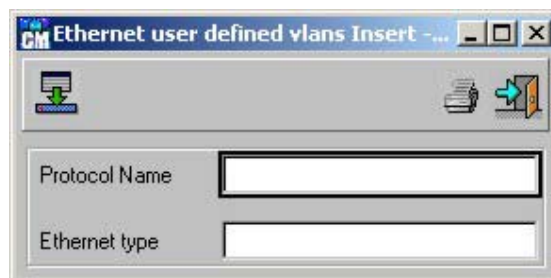 CM Ethernet user defined vlans Insert -...
Protocol Name
Ethernet type